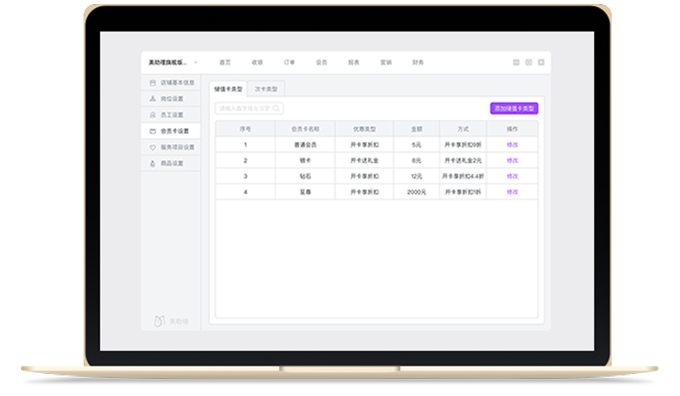 美助理旗舰版... 首页 收银 订单 会员 报表 营销 财务
店铺基本信息
岗位设置
员工设置
会员卡设置
服务项目设置
商品设置
美助理
储值卡类型 次卡类型
添加储值卡类型
序号 会员卡名称 优惠类型 金额 方式 操作
1 普通会员 开卡享折扣 5元 开卡享折扣9折 修改
2 银卡 开卡送礼金 8元 开卡送礼金2元 修改
3 钻石 开卡享折扣 12元 开卡享折扣4.4折 修改
4 至尊 开卡享折扣 2000元 开卡享折扣1折 修改